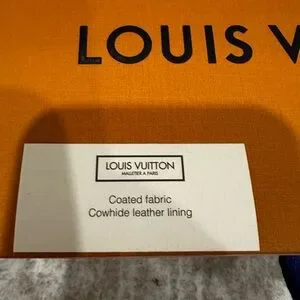 LOUIS V
LOUIS VUITTON
MALLETIER A PARIS
Coated fabric
Cowhide leather lining